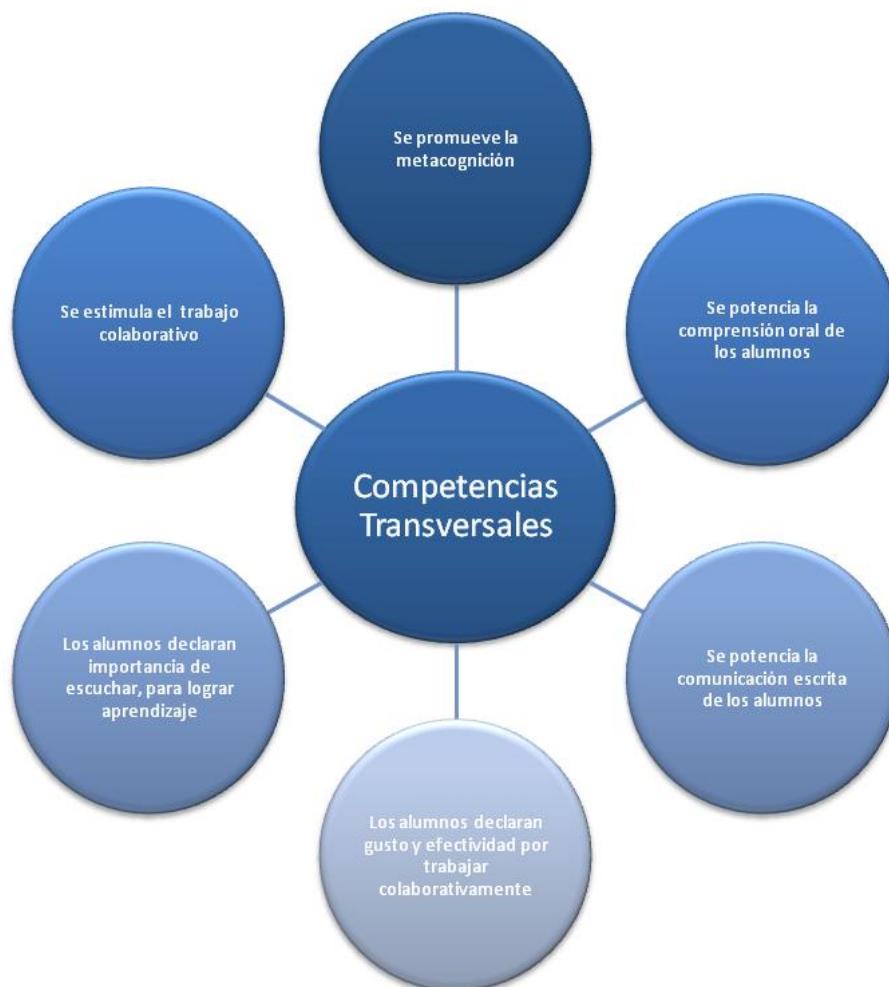 Se promueve la
metacognición
Se potencia la
comprensión oral de
los alumnos
Se potencia la
comunicación escrita
de los alumnos
Los alumnos declaran
gusto y efectividad por
trabajar
colaborativamente
Los alumnos declaran
importancia de
escuchar, para lograr
aprendizaje
Se estimula el trabajo
colaborativo
Competencias
Transversales